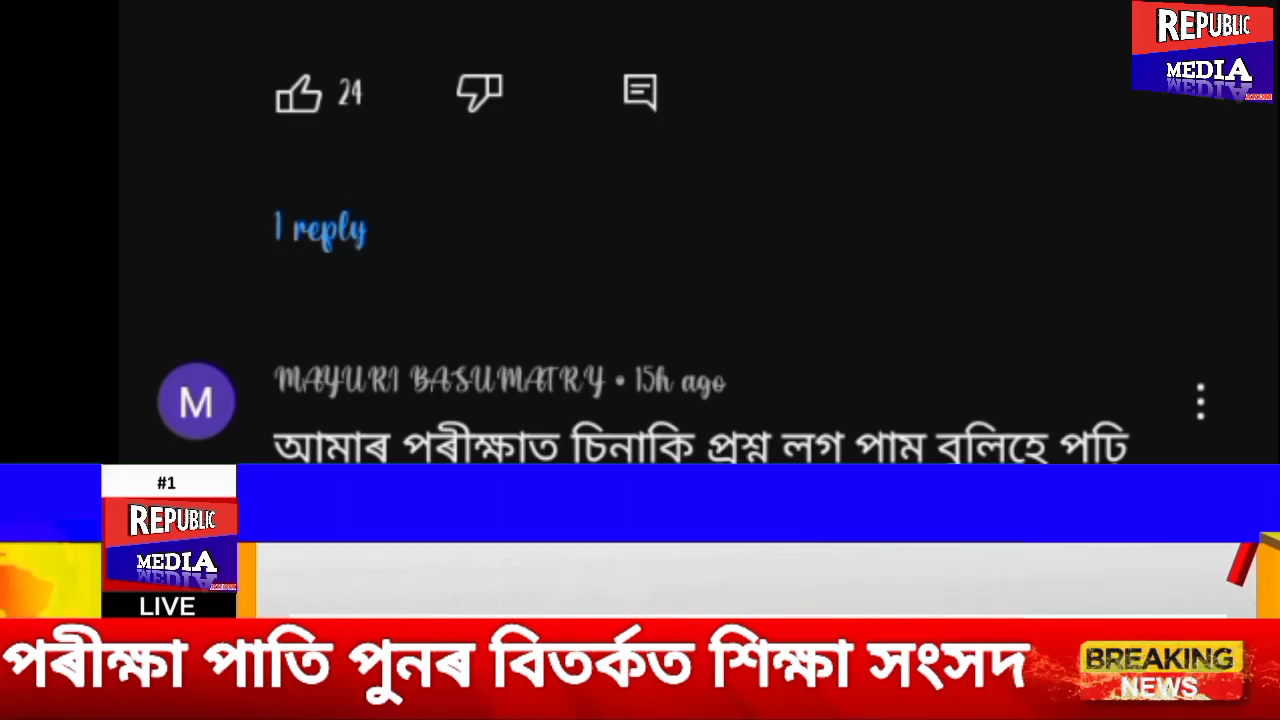 REPUBLIC
MEDIA
24
1 reply
MAYURI BASUMATRY • 15h ago
M
আমাৰ পৰীক্ষাত চিনাকি প্ৰশ্ন লগ পাম বুলিহে পঢ়ি
#1
REPUBLIC
MEDIA
LIVE
পৰীক্ষা পাতি পুনৰ বিতৰ্কত শিক্ষা সংসদ
BREAKING
NEWS